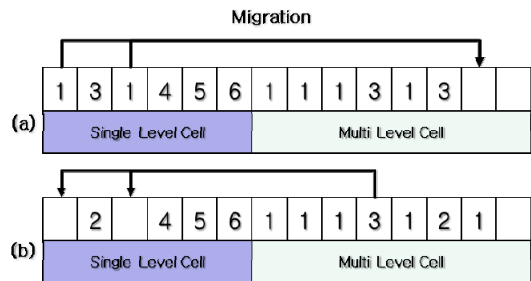 Migration
1 3 1 4 5 6 1 1 1 3 1 3
(a)
Single Level Cell Multi Level Cell
2 4 5 6 1 1 1 3 1 2 1
(b)
Single Level Cell Multi Level Cell